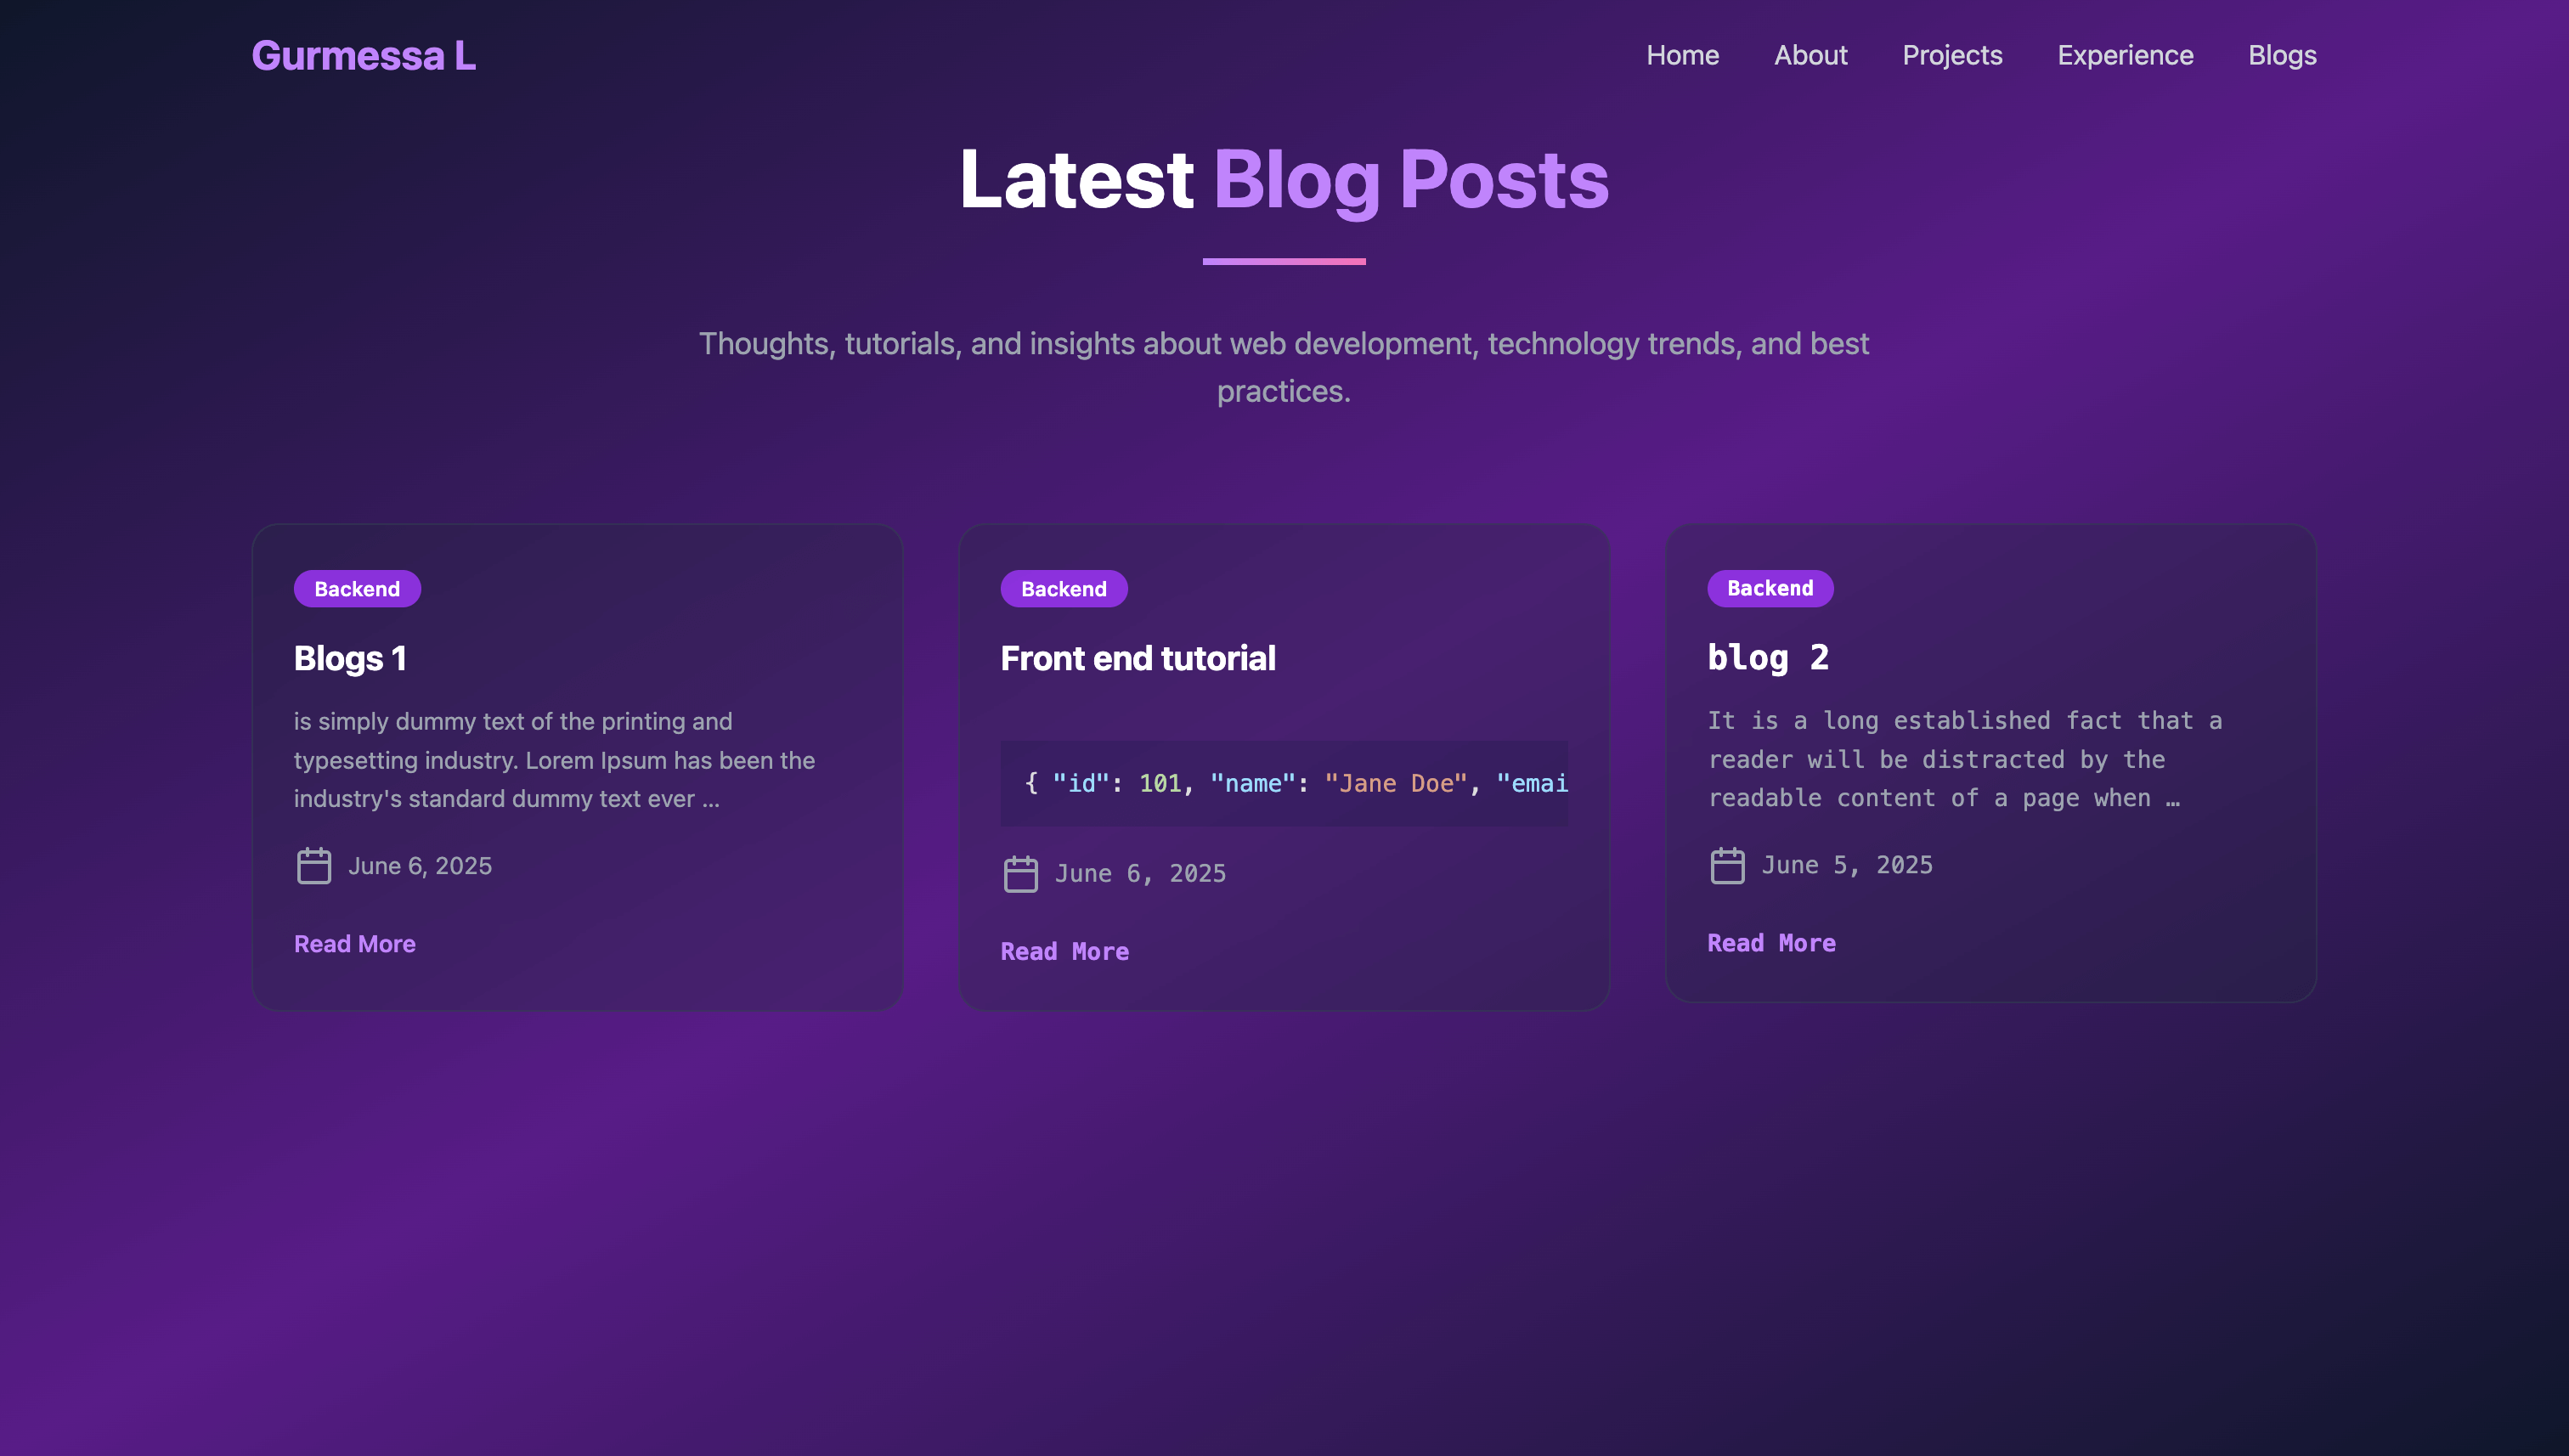 Gurmessa L
Home About Projects Experience Blogs
Latest Blog Posts
Thoughts, tutorials, and insights about web development, technology trends, and best
practices.
Backend
Blogs 1
is simply dummy text of the printing and
typesetting industry. Lorem Ipsum has been the
industry's standard dummy text ever ...
June 6, 2025
Read More
Backend
Front end tutorial
{ "id": 101, "name": "Jane Doe", "emai
June 6, 2025
Read More
Backend
blog 2
It is a long established fact that a
reader will be distracted by the
readable content of a page when …
June 5, 2025
Read More